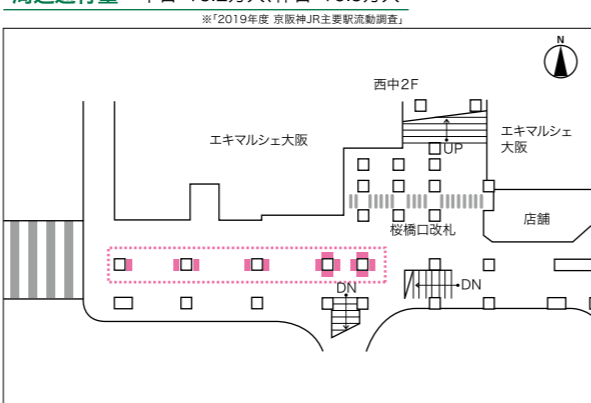 ※「2019年度 京阪神JR主要駅流動調査」
N
西中2F
エキマルシェ大阪
エキマルシェ
大阪
UP
店舗
桜橋口改札
DN
DN